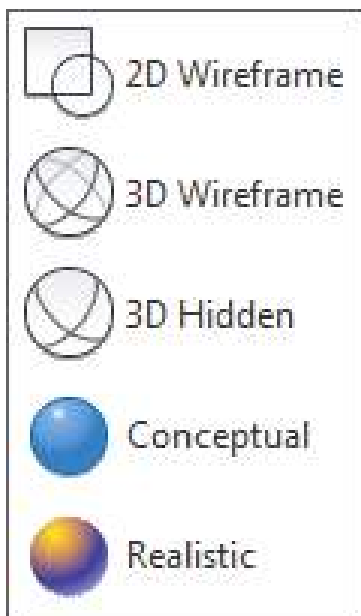 2D Wireframe
3D Wireframe
3D Hidden
Conceptual
Realistic